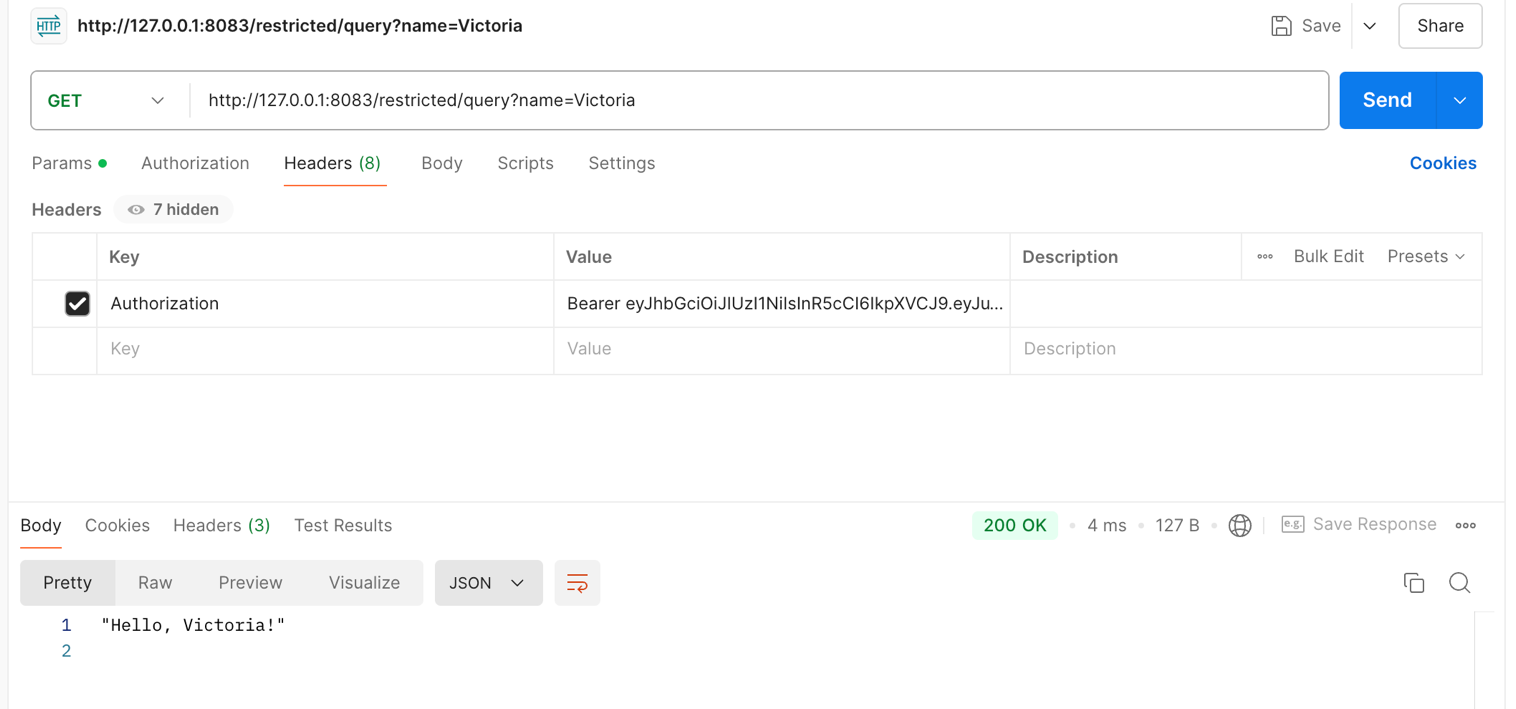 HTTP http://127.0.0.1:8083/restricted/query?name=Victoria Save Share
GET http://127.0.0.1:8083/restricted/query?name=Victoria Send
Params Authorization Headers (8) Body Scripts Settings Cookies
Headers 7 hidden
Key Value Description ooo Bulk Edit Presets
Authorization Bearer eyJhbGciOiJIUzI1NiIsInR5cCI6IkpXVCJ9.eyJu...
Key Value Description
Body Cookies Headers (3) Test Results 200 OK 4 ms 127 B e.g. Save Response ooo
Pretty Raw Preview Visualize JSON
1 "Hello, Victoria!"
2